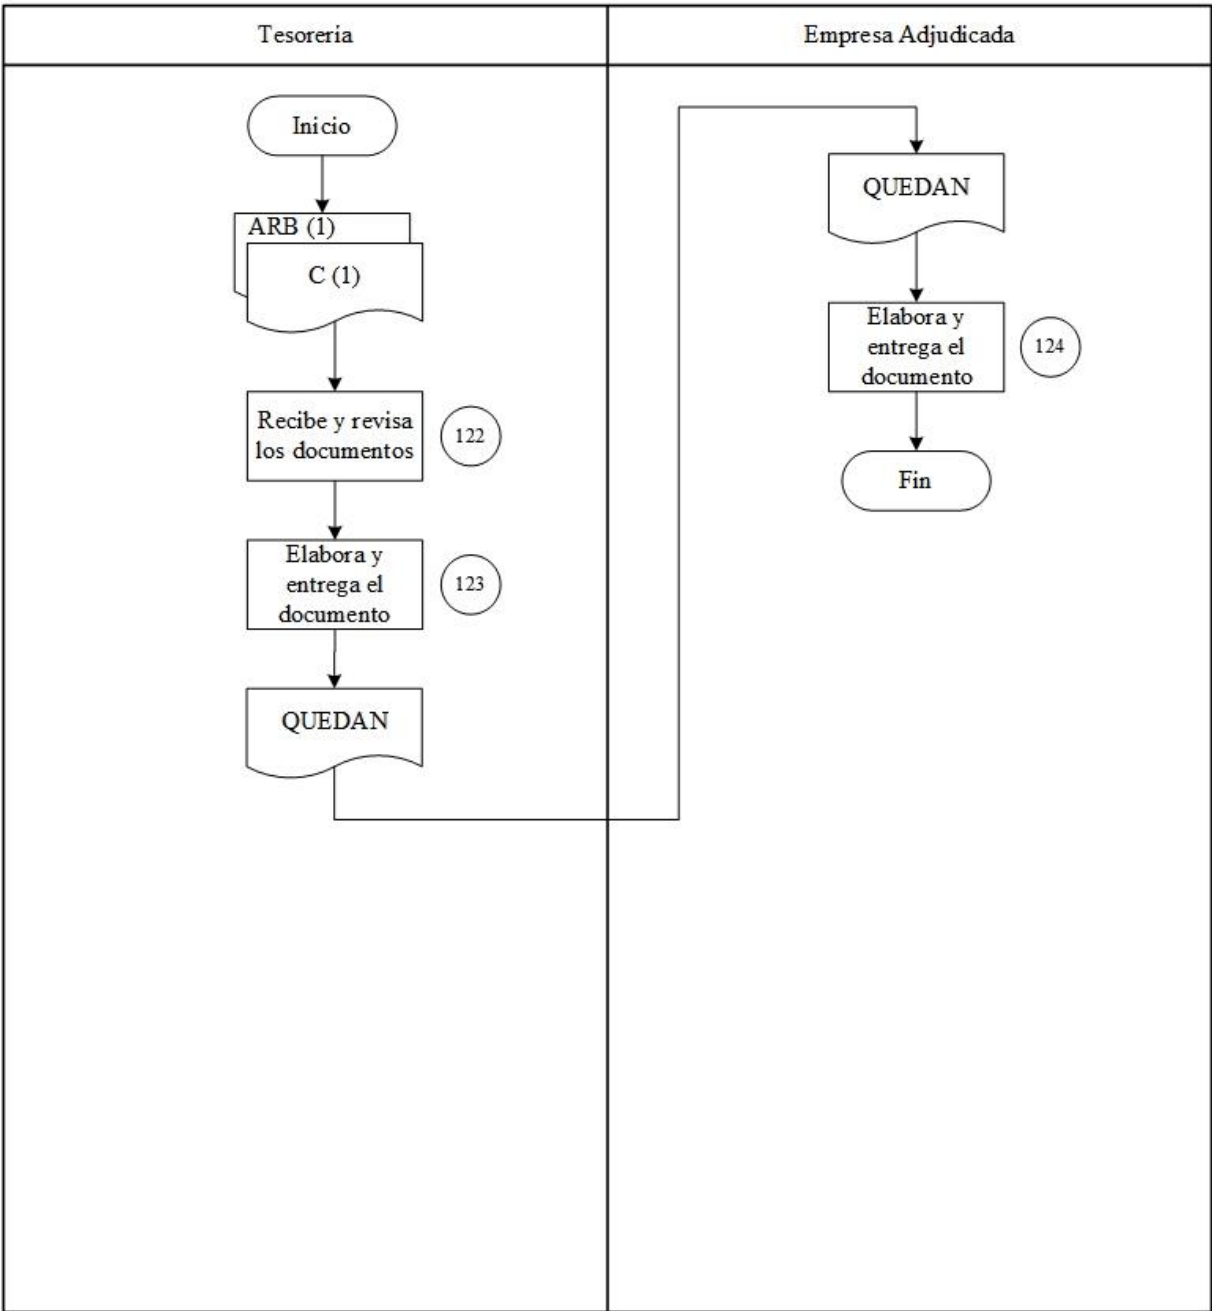 Tesorería
Empresa Adjudicada
Inicio
ARB (1)
C (1)
Recibe y revisa
los documentos
122
Elabora y
entrega el
documento
123
QUEDAN
QUEDAN
Elabora y
entrega el
documento
124
Fin